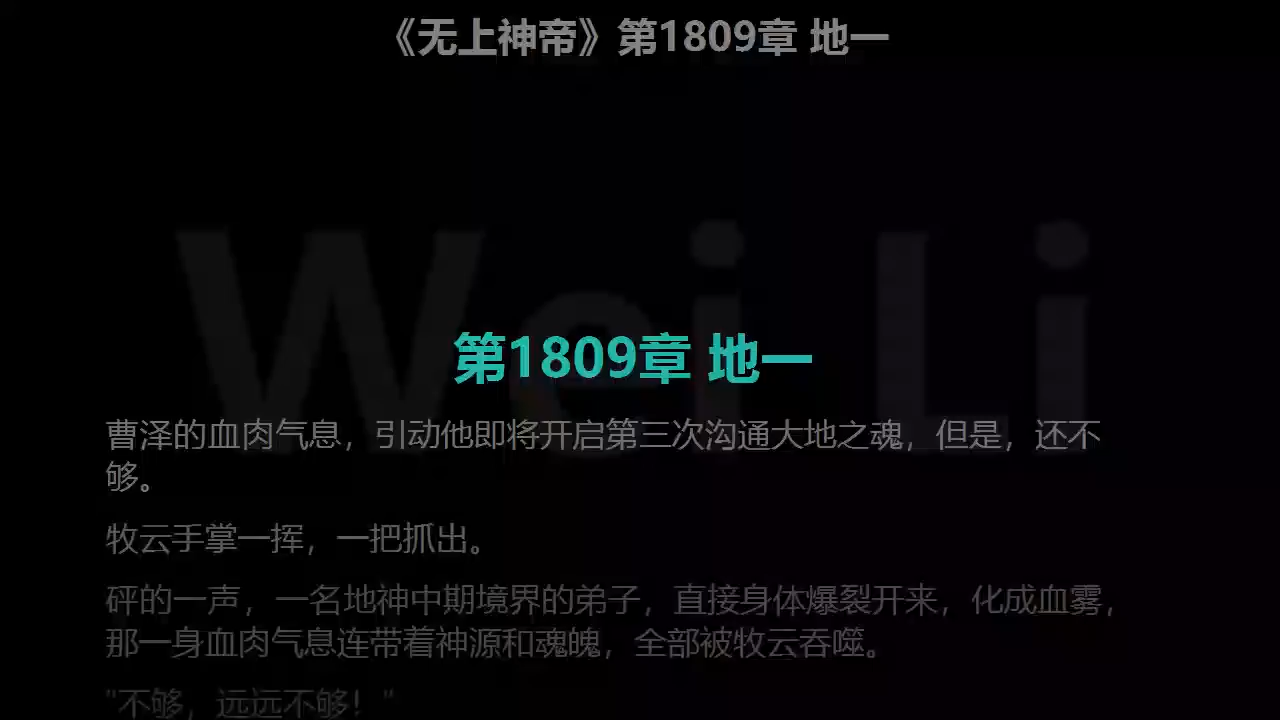 《无上神帝》第1809章 地一
Wei Li
第1809章 地一
曹泽的血肉气息，引动他即将开启第三次沟通大地之魂，但是，还不
够。
牧云手掌一挥，一把抓出。
砰的一声，一名地神中期境界的弟子，直接身体爆裂开来，化成血雾，
那一身血肉气息连带着神源和魂魄，全部被牧云吞噬。
"不够，远远不够！"